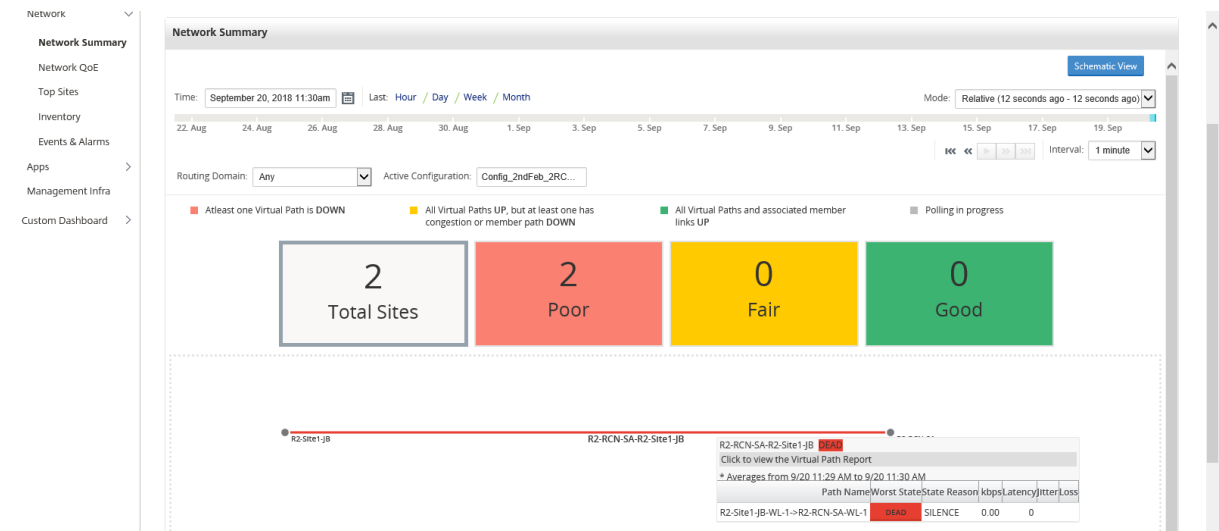 Network
Network Summary
Network QoE
Top Sites
Inventory
Events & Alarms
Apps
Management Infra
Custom Dashboard
Network Summary
Schematic View
Time: September 20, 2018 11:30am Last: Hour / Day / Week / Month
Mode: Relative (12 seconds ago - 12 seconds ago)
22. Aug 24. Aug 26. Aug 28. Aug 30. Aug 1. Sep 3. Sep 5. Sep 7. Sep 9. Sep 11. Sep 13. Sep 15. Sep 17. Sep 19. Sep
Interval: 1 minute
Routing Domain: Any Active Configuration: Config_2ndFeb_2RC...
Atleast one Virtual Path is DOWN
All Virtual Paths UP, but at least one has
congestion or member path DOWN
All Virtual Paths and associated member
links UP
Polling in progress
2
Total Sites
2
Poor
0
Fair
0
Good
R2-Site1-JB
R2-RCN-SA-R2-Site1-JB
R2-RCN-SA-R2-Site1-JB DEAD
Click to view the Virtual Path Report
* Averages from 9/20 11:29 AM to 9/20 11:30 AM
Path Name Worst State State Reason kbps Latency Jitter Loss
R2-Site1-JB-WL-1->R2-RCN-SA-WL-1 DEAD SILENCE 0.00 0